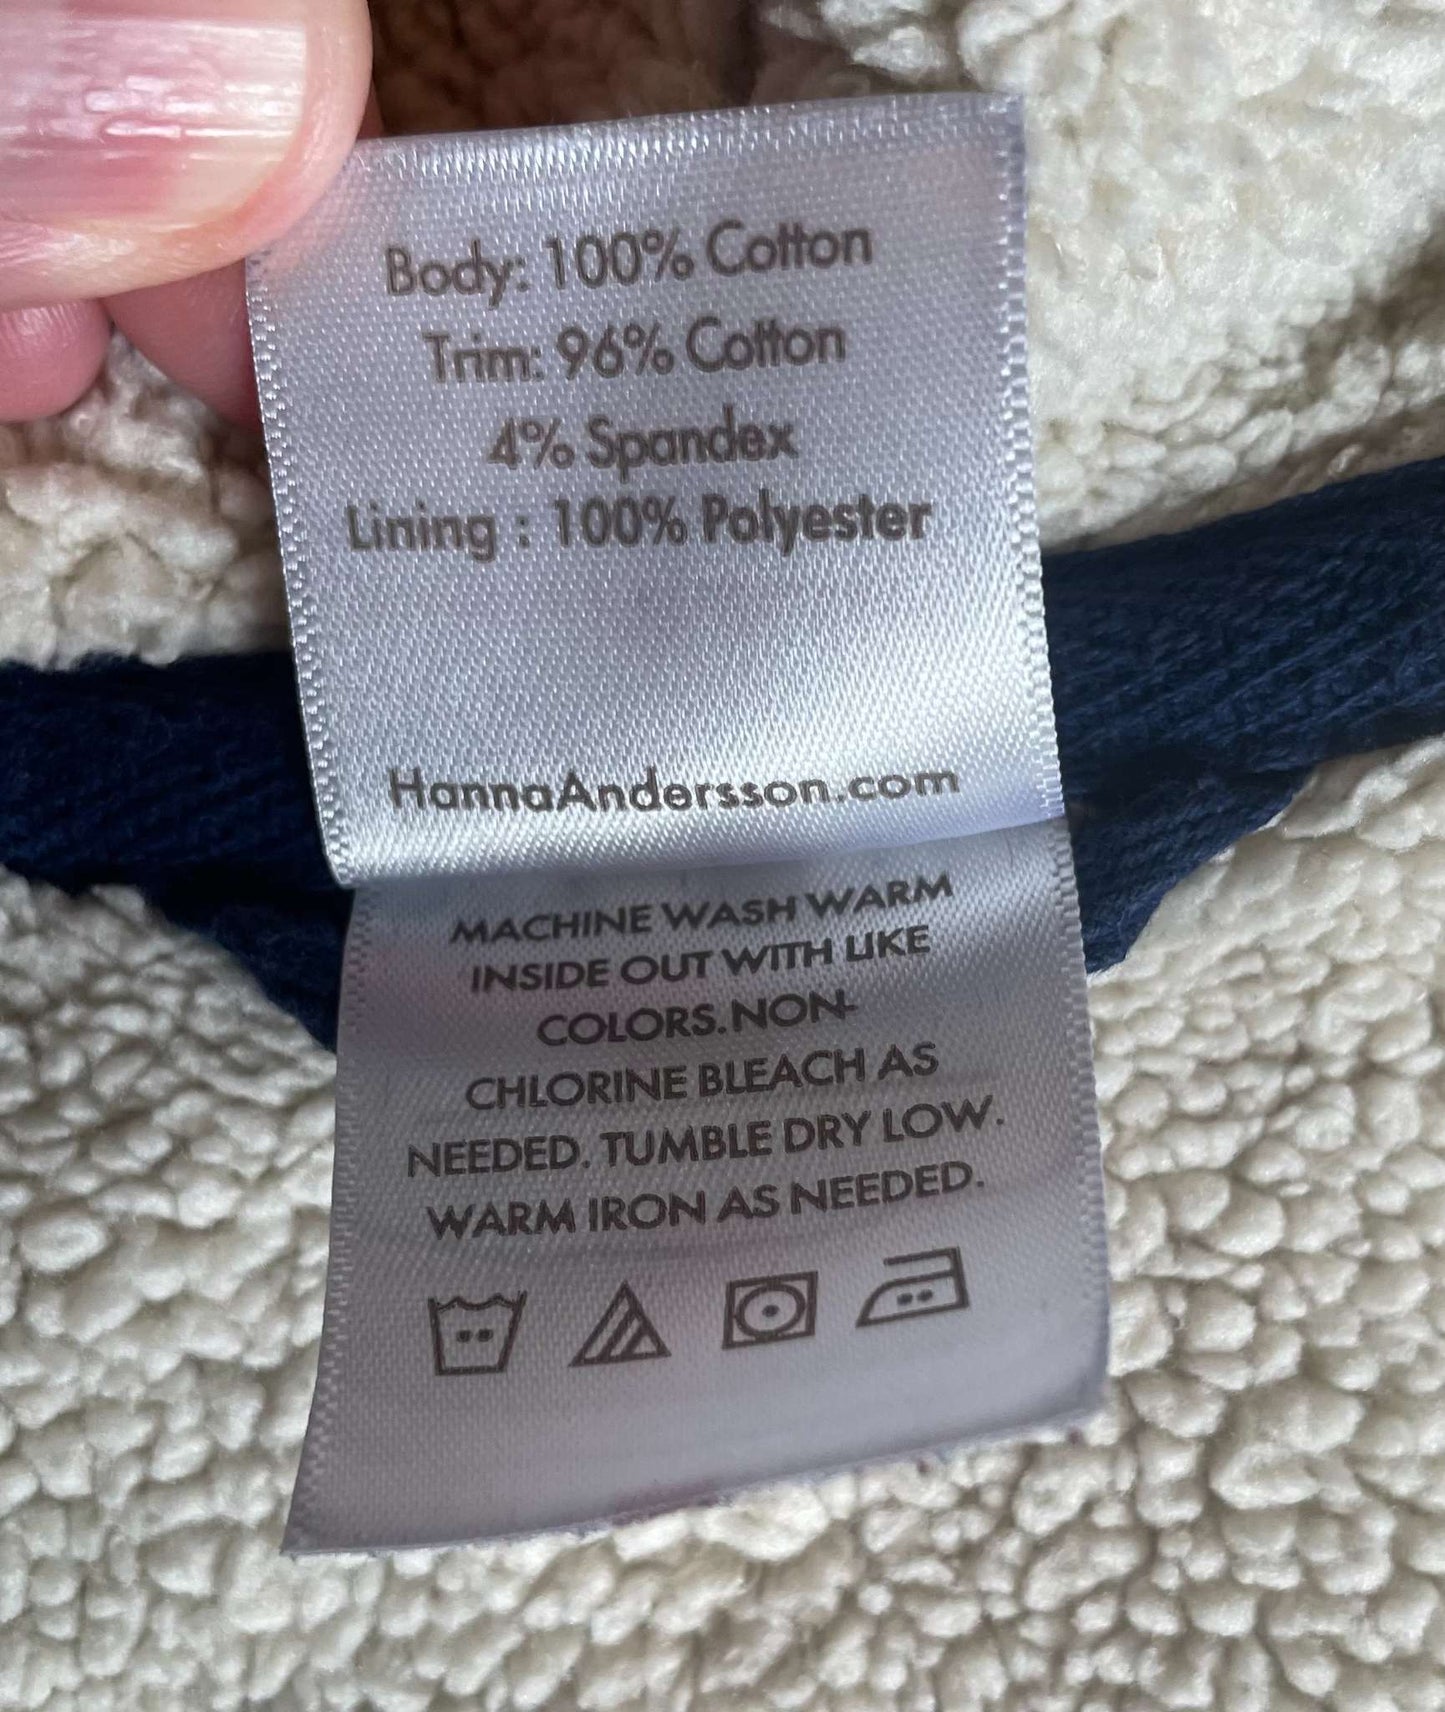 Body: 100% Cotton
Trim: 96% Cotton
4% Spandex
Lining : 100% Polyester
HannaAndersson.com
MACHINE WASH WARM
INSIDE OUT WITH LIKE
COLORS. NON-
CHLORINE BLEACH AS
NEEDED. TUMBLE DRY LOW.
WARM IRON AS NEEDED.